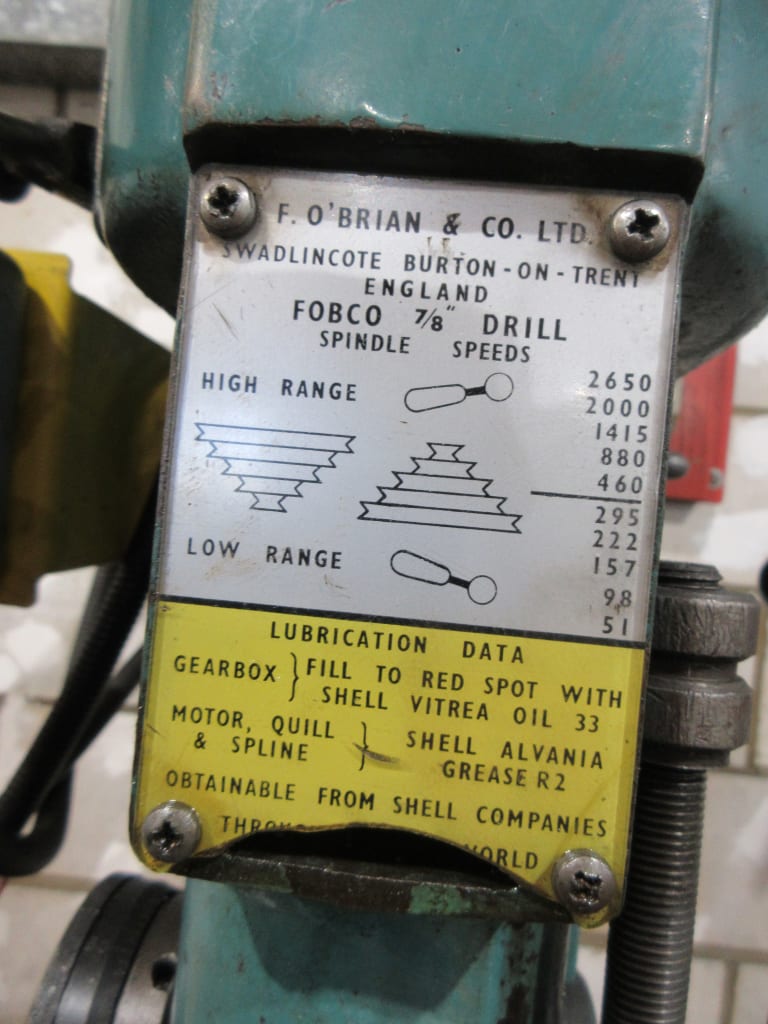 F. O'BRIAN & CO. LTD.
SWADLINCOTE BURTON-ON-TRENT
ENGLAND
FOBCO 7/8" DRILL
SPINDLE SPEEDS
HIGH RANGE
2650
2000
1415
880
460
295
222
157
98
51
LOW RANGE
LUBRICATION DATA
GEARBOX } FILL TO RED SPOT WITH
SHELL VITREA OIL 33
MOTOR, QUILL
& SPLINE } SHELL ALVANIA
GREASE R2
OBTAINABLE FROM SHELL COMPANIES